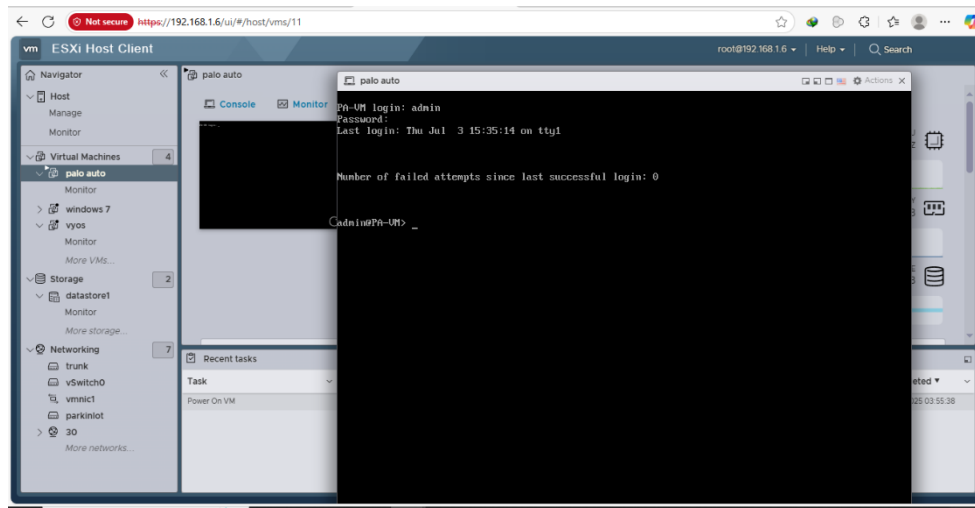 Not secure https://192.168.1.6/ui/#/host/vms/11
vm ESXi Host Client
root@192.168.1.6 | Help | Search
Navigator
Host
Manage
Monitor
Virtual Machines 4
palo auto
Monitor
windows 7
vyos
Monitor
More VMs...
Storage 2
datastore1
Monitor
More storage...
Networking 7
trunk
vSwitch0
vmnic1
parkinlot
30
More networks...
palo auto
Console Monitor
palo auto
Actions
PA-VM login: admin
Password:
Last login: Thu Jul 3 15:35:14 on tty1
Number of failed attempts since last successful login: 0
admin@PA-VM> _
Recent tasks
Task
eted ▼
Power On VM
025 03:55:38